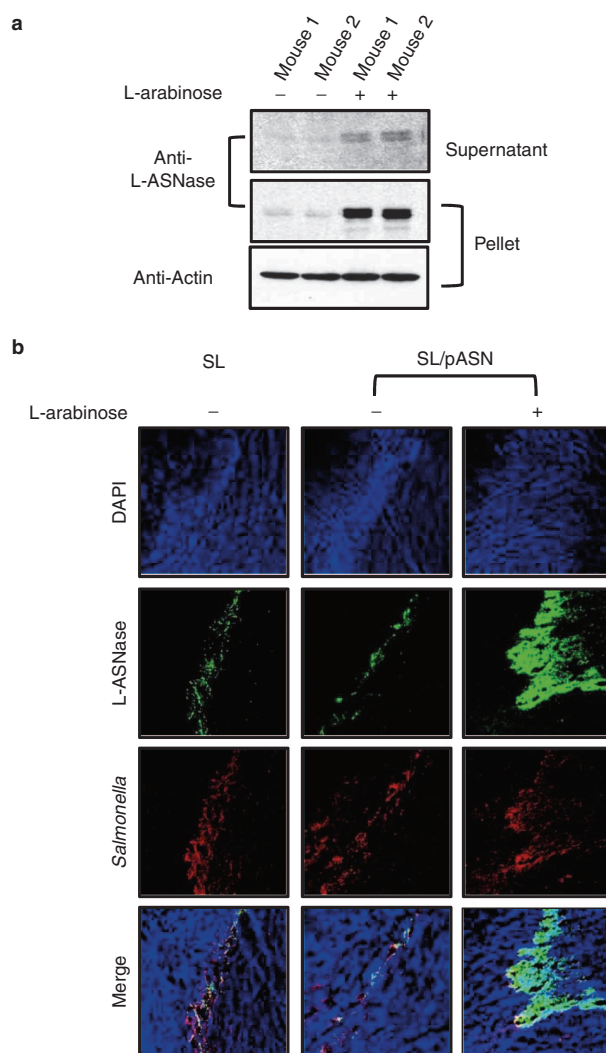 a
Mouse 1 Mouse 2 Mouse 1 Mouse 2
L-arabinose − − + +
Anti-
L-ASNase
Supernatant
Pellet
Anti-Actin
b
SL SL/pASN
L-arabinose − − +
DAPI
L-ASNase
Salmonella
Merge